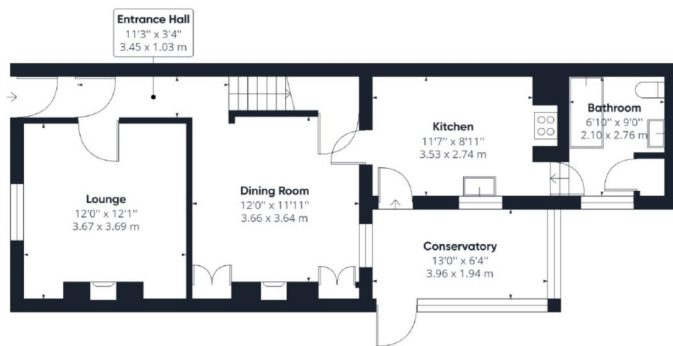 Entrance Hall
11'3" x 3'4"
3.45 x 1.03 m
Lounge
12'0" x 12'1"
3.67 x 3.69 m
Dining Room
12'0" x 11'11"
3.66 x 3.64 m
Kitchen
11'7" x 8'11"
3.53 x 2.74 m
Bathroom
6'10" x 9'0"
2.10 x 2.76 m
Conservatory
13'0" x 6'4"
3.96 x 1.94 m